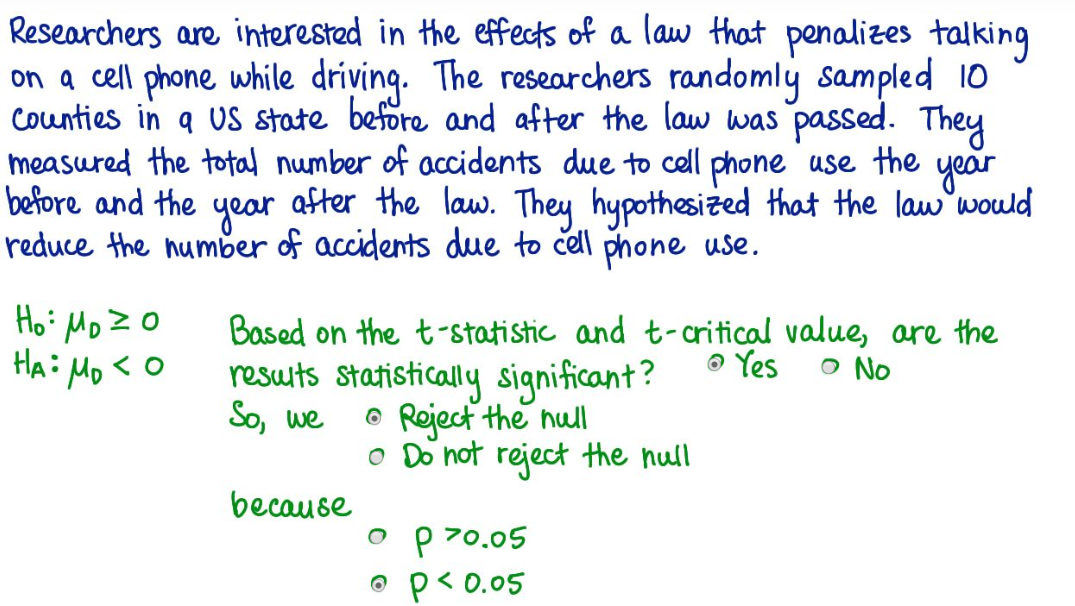 Researchers are interested in the effects of a law that penalizes talking
on a cell phone while driving. The researchers randomly sampled 10
Counties in a US state before and after the law was passed. They
measured the total number of accidents due to cell phone use the year
before and the year after the law. They hypothesized that the law would
reduce the number of accidents due to cell phone use.
H₀: μ_D ≥ 0
H_A: μ_D < 0
Based on the t-statistic and t-critical value, are the
results statistically significant? Yes No
So, we Reject the null
Do not reject the null
because
p >0.05
p < 0.05